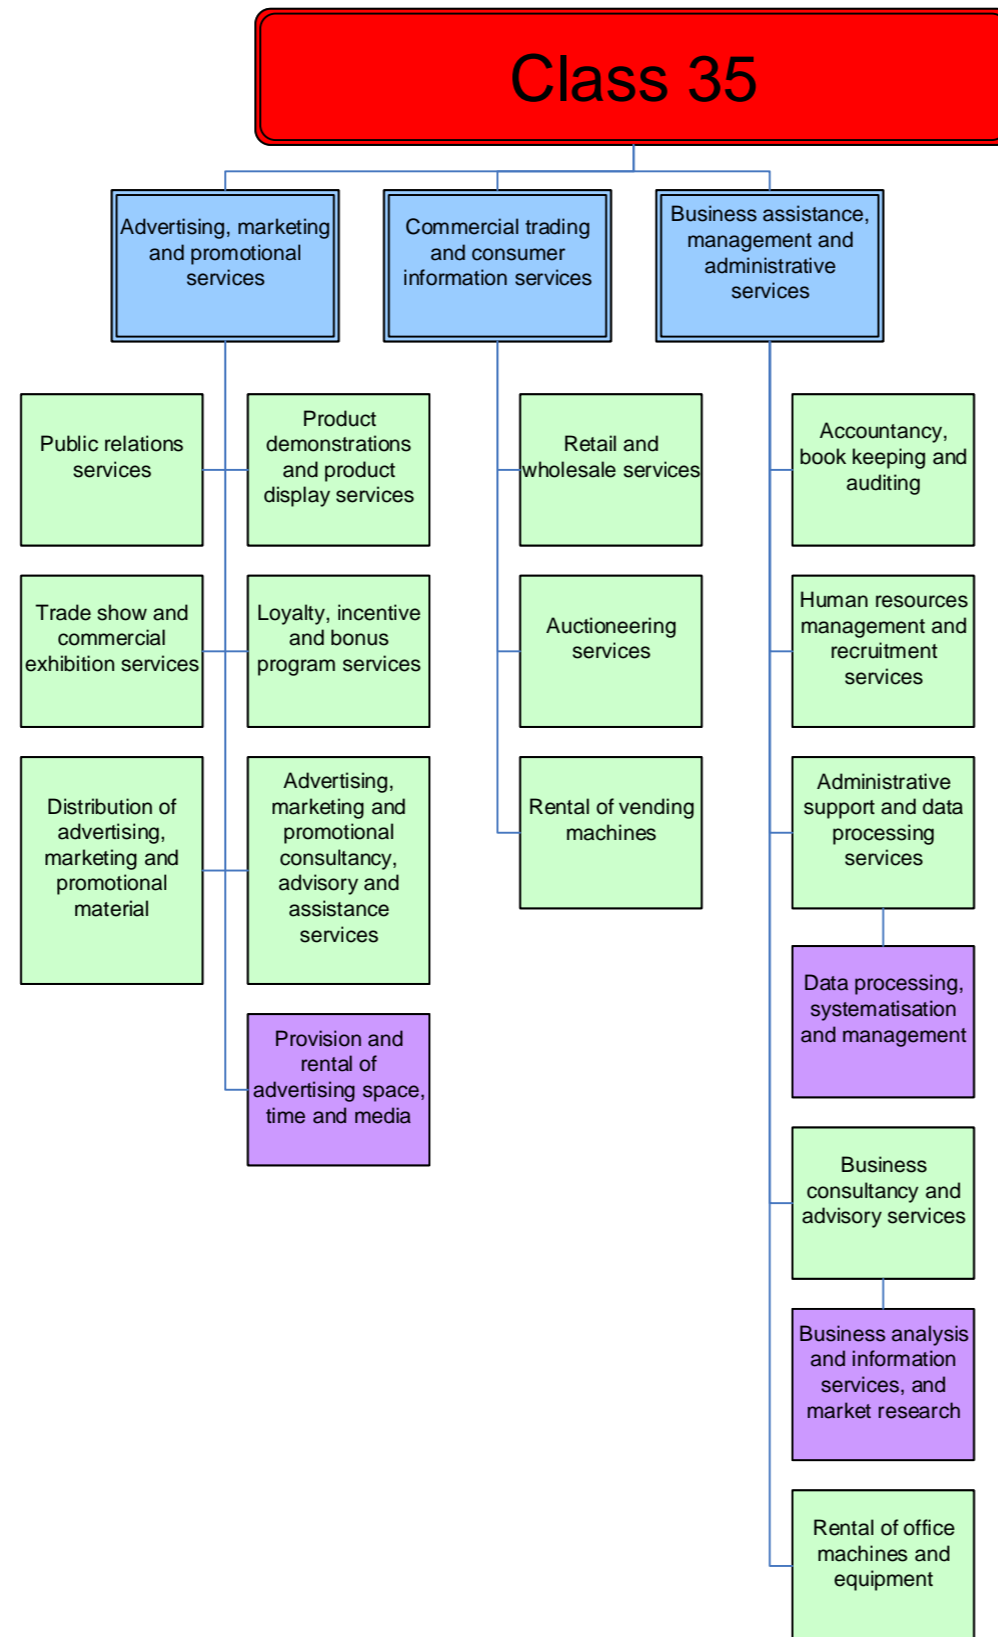 Class 35
Advertising, marketing
and promotional
services
Commercial trading
and consumer
information services
Business assistance,
management and
administrative
services
Public relations
services
Product
demonstrations
and product
display services
Retail and
wholesale services
Accountancy,
book keeping and
auditing
Trade show and
commercial
exhibition services
Loyalty, incentive
and bonus
program services
Auctioneering
services
Human resources
management and
recruitment
services
Distribution of
advertising,
marketing and
promotional
material
Advertising,
marketing and
promotional
consultancy,
advisory and
assistance
services
Rental of vending
machines
Administrative
support and data
processing
services
Data processing,
systematisation
and management
Provision and
rental of
advertising space,
time and media
Business
consultancy and
advisory services
Business analysis
and information
services, and
market research
Rental of office
machines and
equipment